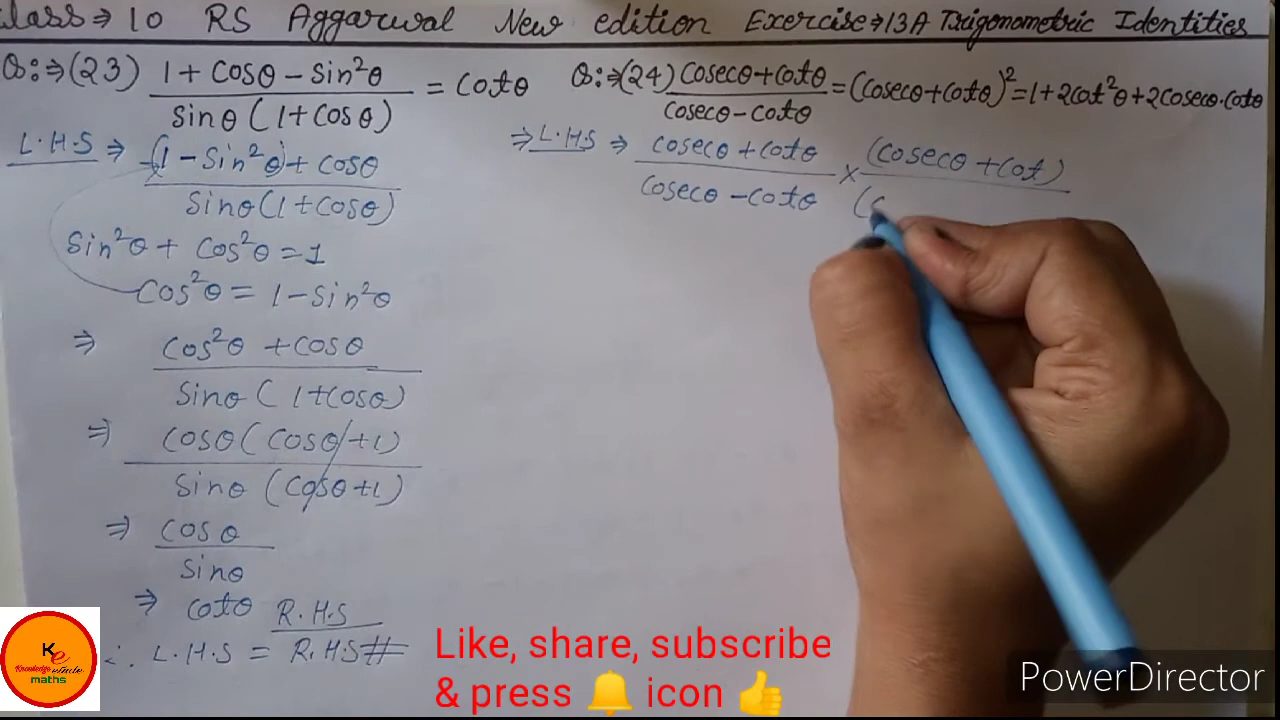 Class ⇒ 10 RS Aggarwal New edition Exercise ⇒ 13A Trigonometric Identities
Q: ⇒ (23) (1 + cosθ - sin²θ) / (sinθ (1 + cosθ)) = cotθ
L.H.S ⇒ ((1 - sin²θ) + cosθ) / (sinθ (1 + cosθ))
sin²θ + cos²θ = 1
cos²θ = 1 - sin²θ
⇒ (cos²θ + cosθ) / (sinθ (1 + cosθ))
⇒ (cosθ (cosθ + 1)) / (sinθ (cosθ + 1))
⇒ cosθ / sinθ
⇒ cotθ R.H.S
∴ L.H.S = R.H.S #
Q: ⇒ (24) (cosecθ + cotθ) / (cosecθ - cotθ) = (cosecθ + cotθ)² = 1 + 2cot²θ + 2cosecθ.cotθ
⇒ L.H.S ⇒ (cosecθ + cotθ) / (cosecθ - cotθ) × (cosecθ + cot) / (c
Ke
Knowledge
maths
Like, share, subscribe
& press 🔔 icon 👍
PowerDirector